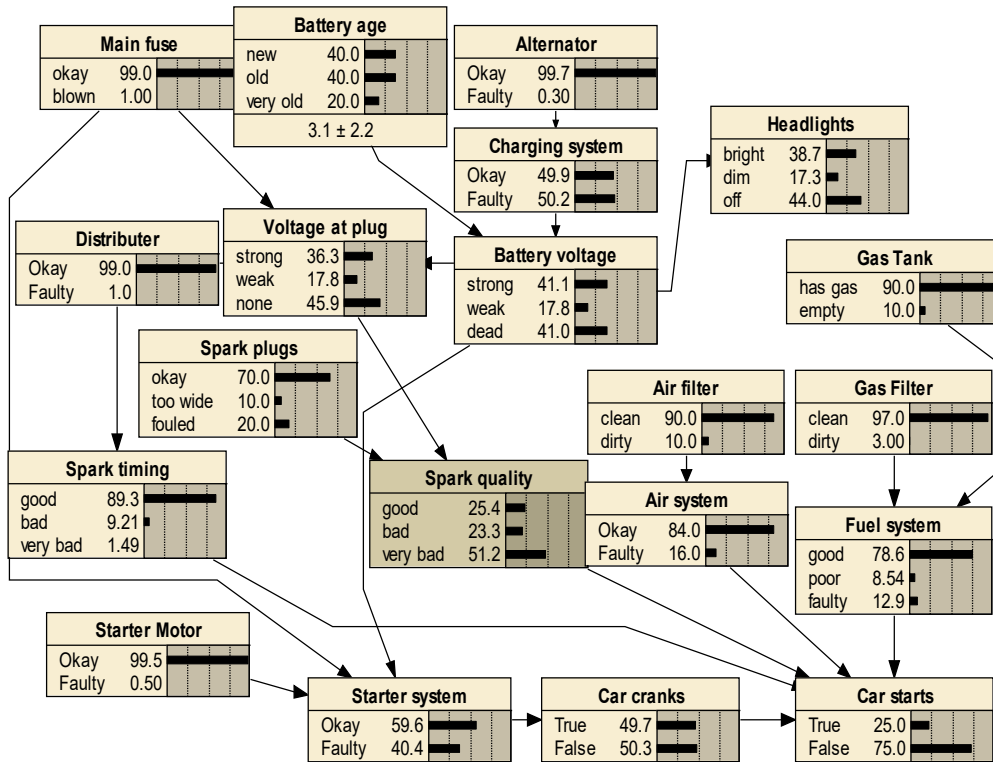 Main fuse
okay 99.0
blown 1.00
Battery age
new 40.0
old 40.0
very old 20.0
3.1 ± 2.2
Alternator
Okay 99.7
Faulty 0.30
Charging system
Okay 49.9
Faulty 50.2
Headlights
bright 38.7
dim 17.3
off 44.0
Distributer
Okay 99.0
Faulty 1.0
Voltage at plug
strong 36.3
weak 17.8
none 45.9
Battery voltage
strong 41.1
weak 17.8
dead 41.0
Gas Tank
has gas 90.0
empty 10.0
Spark plugs
okay 70.0
too wide 10.0
fouled 20.0
Air filter
clean 90.0
dirty 10.0
Gas Filter
clean 97.0
dirty 3.00
Spark timing
good 89.3
bad 9.21
very bad 1.49
Spark quality
good 25.4
bad 23.3
very bad 51.2
Air system
Okay 84.0
Faulty 16.0
Fuel system
good 78.6
poor 8.54
faulty 12.9
Starter Motor
Okay 99.5
Faulty 0.50
Starter system
Okay 59.6
Faulty 40.4
Car cranks
True 49.7
False 50.3
Car starts
True 25.0
False 75.0